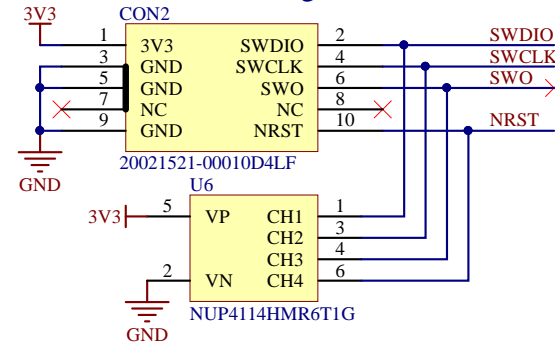 3V3
CON2
1 3V3 SWDIO 2 SWDIO
3 GND SWCLK 4 SWCLK
5 GND SWO 6 SWO
7 NC NC 8
9 GND NRST 10 NRST
20021521-00010D4LF
GND
U6
3V3 5 VP CH1 1
CH2 3
CH3 4
2 VN CH4 6
NUP4114HMR6T1G
GND